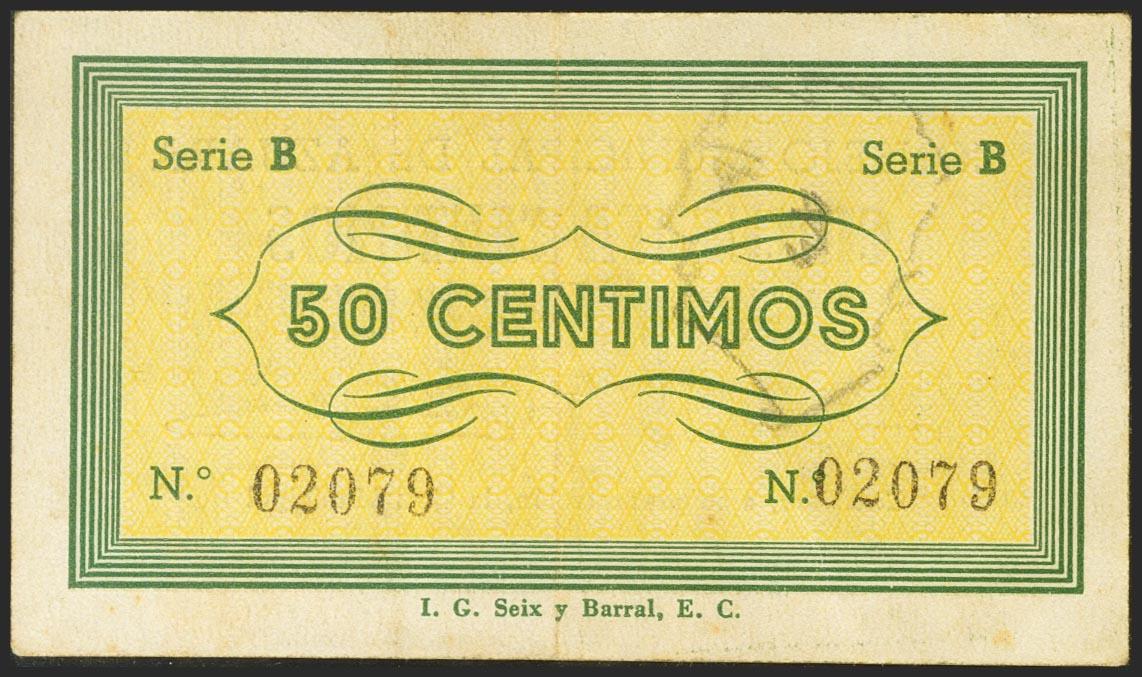 Serie B Serie B
50 CENTIMOS
N.° 02079 N.° 02079
I. G. Seix y Barral, E. C.